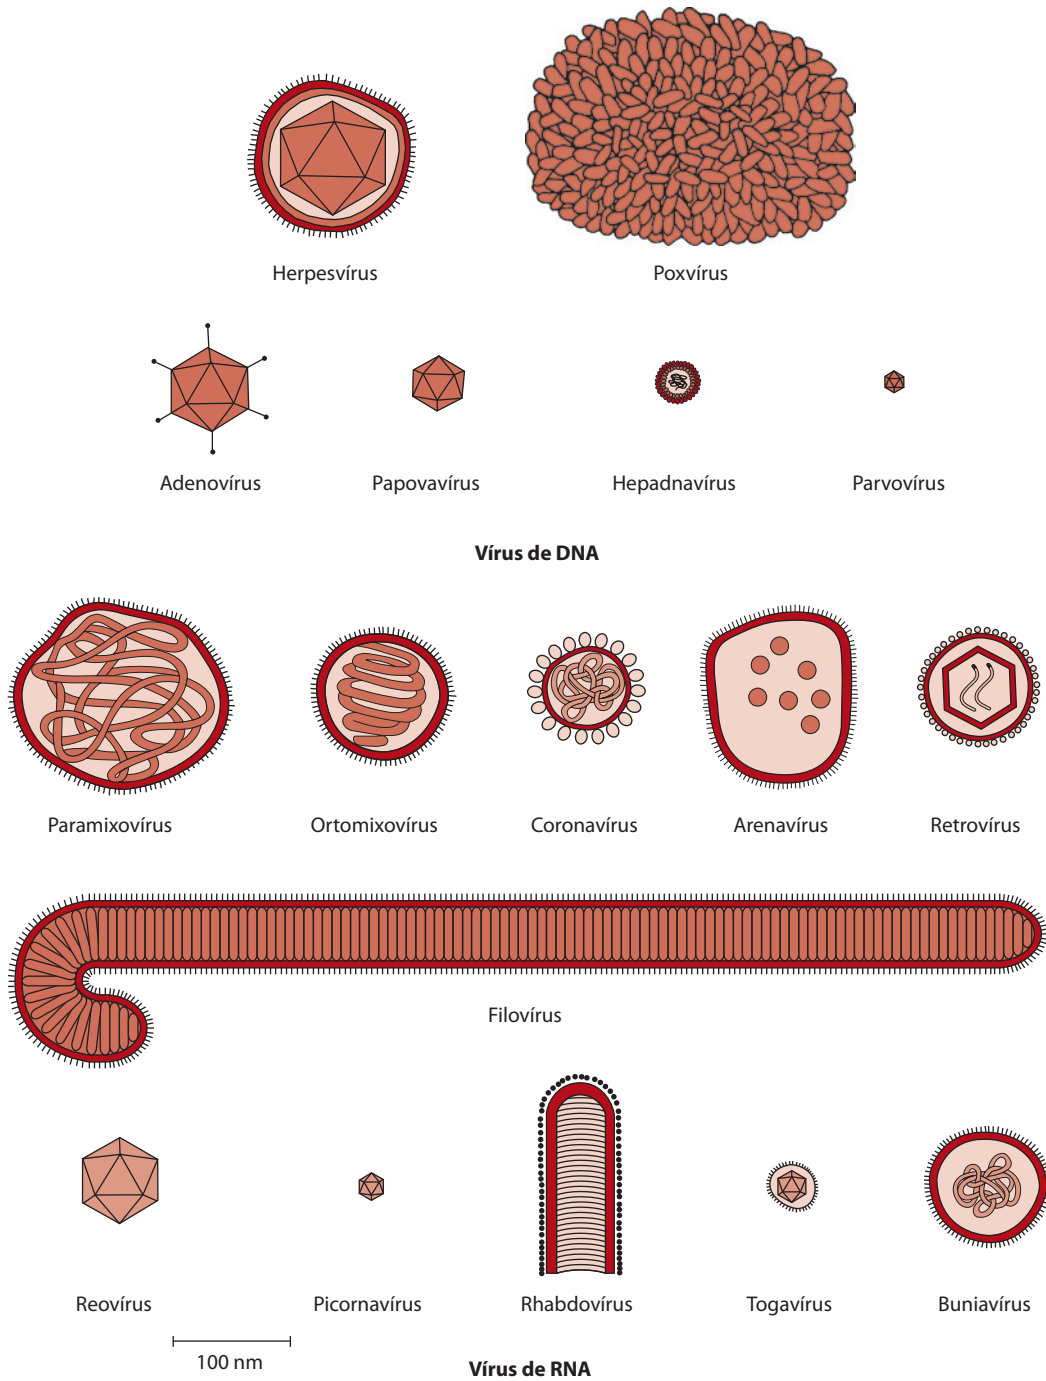 Herpesvírus
Poxvírus
Adenovírus
Papovavírus
Hepadnavírus
Parvovírus
Vírus de DNA
Paramixovírus
Ortomixovírus
Coronavírus
Arenavírus
Retrovírus
Filovírus
Reovírus
Picornavírus
Rhabdovírus
Togavírus
Buniavírus
100 nm
Vírus de RNA